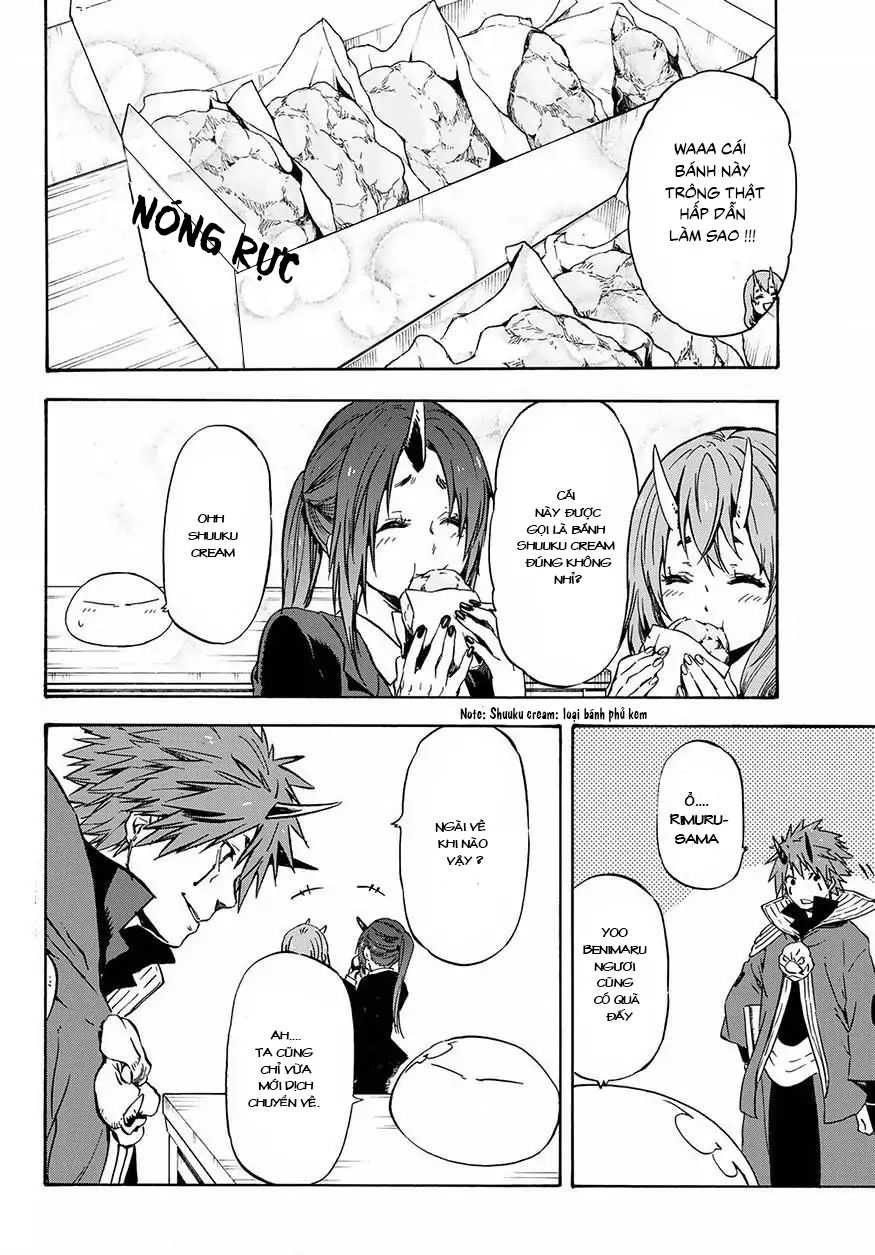 WAAA CÁI
BÁNH NÀY
TRÔNG THẬT
HẤP DẪN
LÀM SAO !!!
NÓNG RỰC
CÁI
NÀY ĐƯỢC
GỌI LÀ BÁNH
SHUUKU CREAM
ĐÚNG KHÔNG
NHỈ?
OHH
SHUUKU
CREAM
Note: Shuuku cream: loại bánh phủ kem
Ổ....
RIMURU-
SAMA
YOO
BENIMARU
NGƯƠI
CŨNG
CÓ QUÀ
ĐẤY
NGÀI VỀ
KHI NÀO
VẬY ?
AH....
TA CŨNG
CHỈ VỪA
MỚI DỊCH
CHUYỂN VỀ.